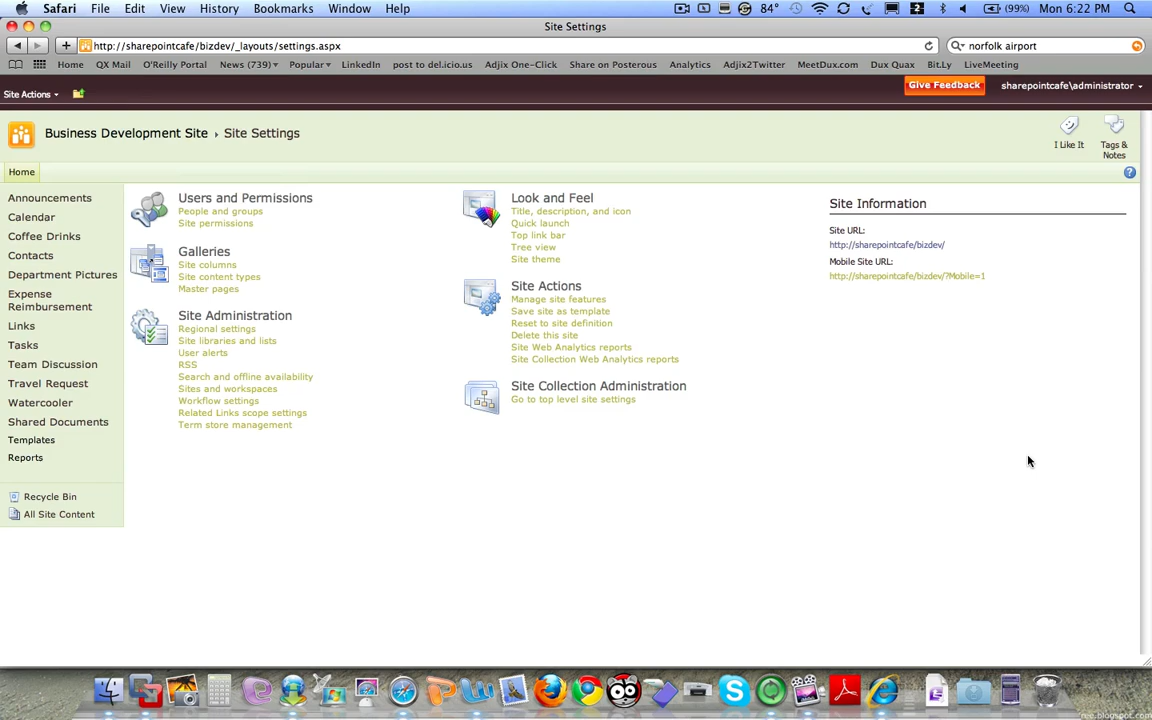 Safari File Edit View History Bookmarks Window Help 84° 2 (99%) Mon 6:22 PM
Site Settings
http://sharepointcafe/bizdev/_layouts/settings.aspx
norfolk airport
Home QX Mail O'Reilly Portal News (739) Popular LinkedIn post to del.icio.us Adjix One-Click Share on Posterous Analytics Adjix2Twitter MeetDux.com Dux Quax Bit.Ly LiveMeeting
Site Actions
Give Feedback
sharepointcafe\administrator
Business Development Site › Site Settings
I Like It
Tags &
Notes
Home
Announcements
Calendar
Coffee Drinks
Contacts
Department Pictures
Expense
Reimbursement
Links
Tasks
Team Discussion
Travel Request
Watercooler
Shared Documents
Templates
Reports
Recycle Bin
All Site Content
Users and Permissions
People and groups
Site permissions
Galleries
Site columns
Site content types
Master pages
Site Administration
Regional settings
Site libraries and lists
User alerts
RSS
Search and offline availability
Sites and workspaces
Workflow settings
Related Links scope settings
Term store management
Look and Feel
Title, description, and icon
Quick launch
Top link bar
Tree view
Site theme
Site Actions
Manage site features
Save site as template
Reset to site definition
Delete this site
Site Web Analytics reports
Site Collection Web Analytics reports
Site Collection Administration
Go to top level site settings
Site Information
Site URL:
http://sharepointcafe/bizdev/
Mobile Site URL:
http://sharepointcafe/bizdev/?Mobile=1